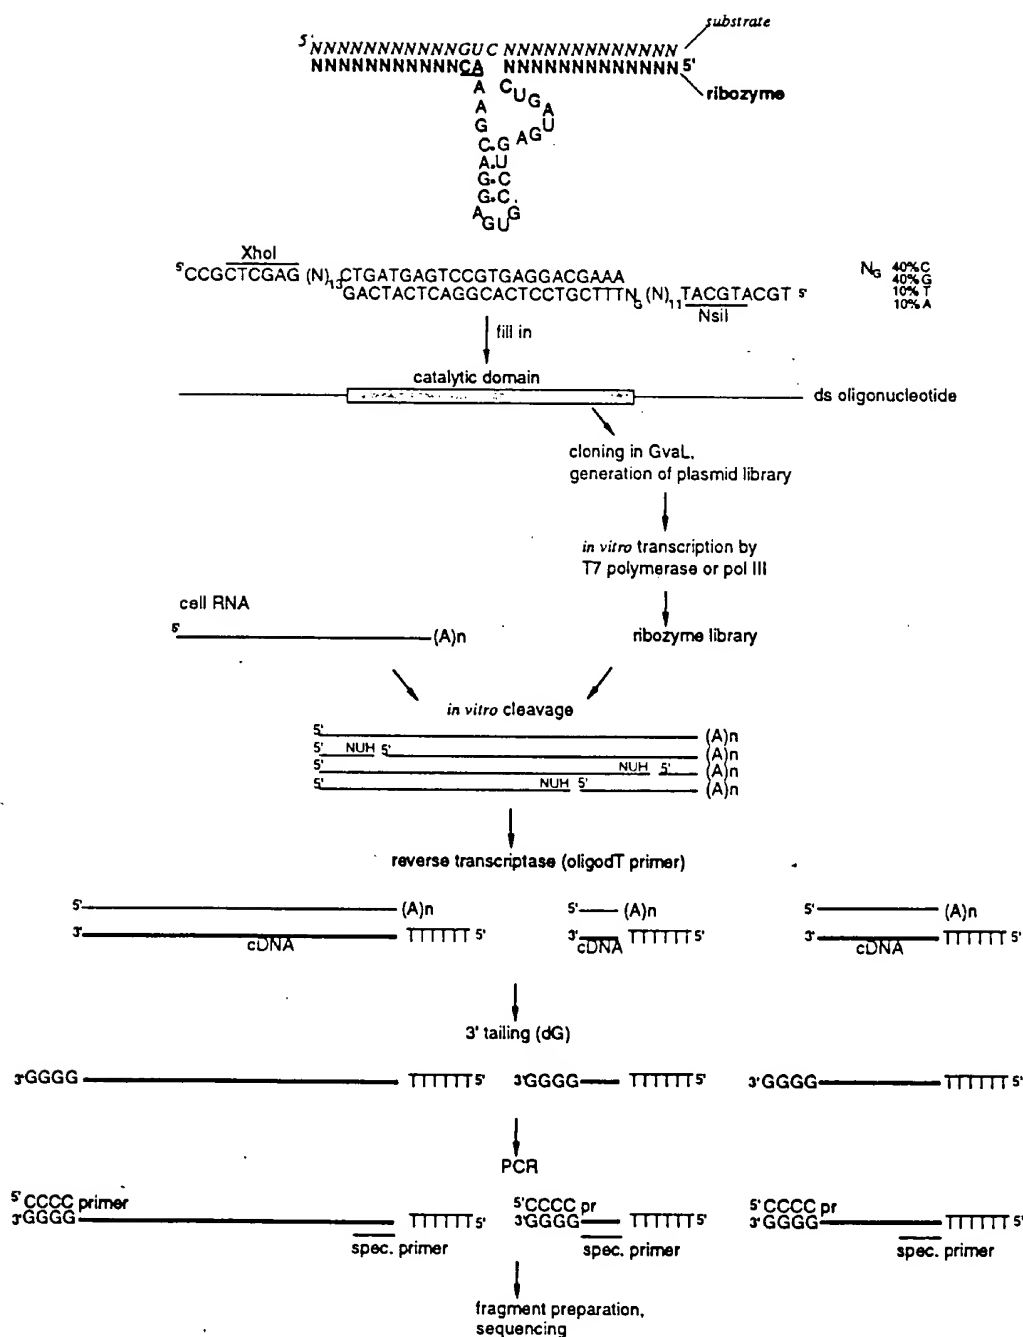 substrate
5' NNNNNNNNNNNGUC NNNNNNNNNNNNN
NNNNNNNNNNNCA NNNNNNNNNNNNN 5'
ribozyme
A CUGAUGAG
A
G
C.G
A.U
G.C
G.C
AGUG
XhoI
5' CCGCTCGAG (N)13 CTGATGAGTCCGTGAGGACGAAA
GACTACTCAGGCACTCCTGCTTTNG (N)11 TACGTACGT 5'
NsiI
NG 40%C
40%G
10%T
10%A
fill in
catalytic domain
ds oligonucleotide
cloning in GvaL,
generation of plasmid library
in vitro transcription by
T7 polymerase or pol III
cell RNA
5' (A)n
ribozyme library
in vitro cleavage
5' (A)n
5' NUH 5' (A)n
5' NUH 5' (A)n
5' NUH 5' (A)n
reverse transcriptase (oligodT primer)
5' (A)n 5' (A)n 5' (A)n
3' TTTTTT 5' 3' TTTTTT 5' 3' TTTTTT 5'
cDNA cDNA cDNA
3' tailing (dG)
3'GGGG TTTTTT 5' 3'GGGG TTTTTT 5' 3'GGGG TTTTTT 5'
PCR
5' CCCC primer 5'CCCC pr 5'CCCC pr
3'GGGG TTTTTT 5' 3'GGGG TTTTTT 5' 3'GGGG TTTTTT 5'
spec. primer spec. primer spec. primer
fragment preparation,
sequencing